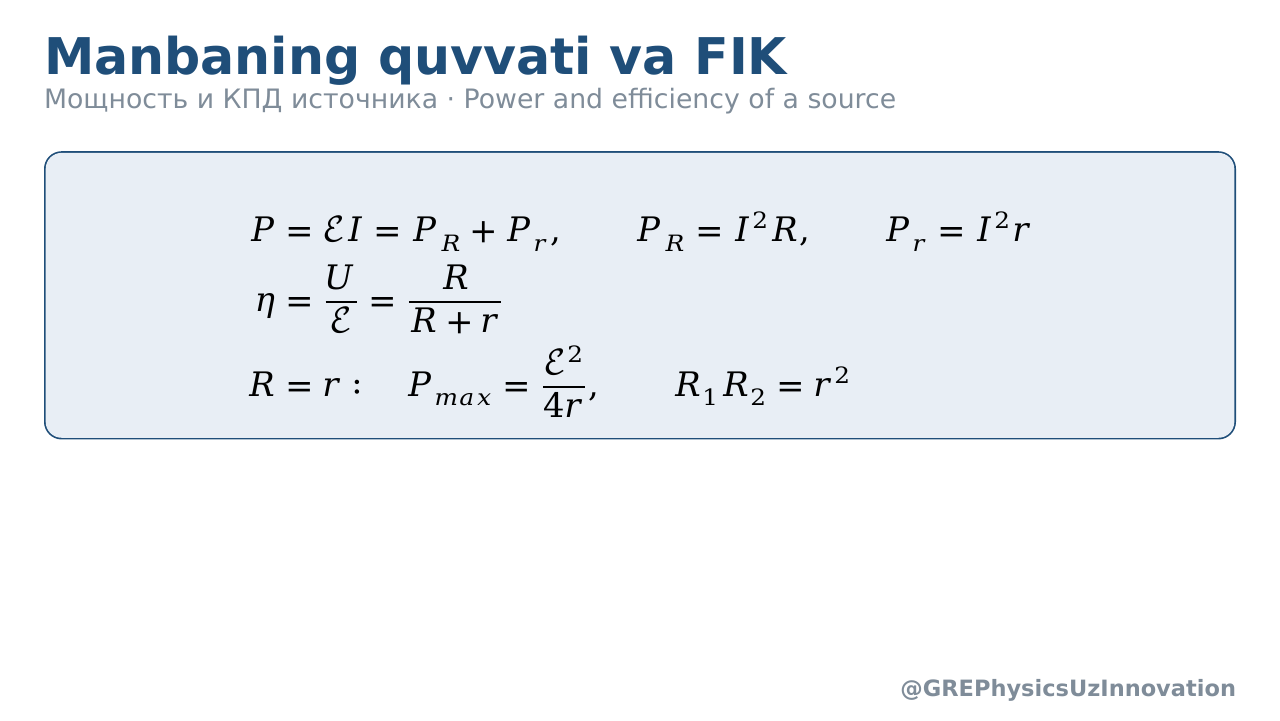 Manbaning quvvati va FIK
Мощность и КПД источника · Power and efficiency of a source
P = ℰI = P_R + P_r,  P_R = I²R,  P_r = I²r
η = U/ℰ = R/(R + r)
R = r :  P_max = ℰ²/4r,  R₁R₂ = r²
@GREPhysicsUzInnovation